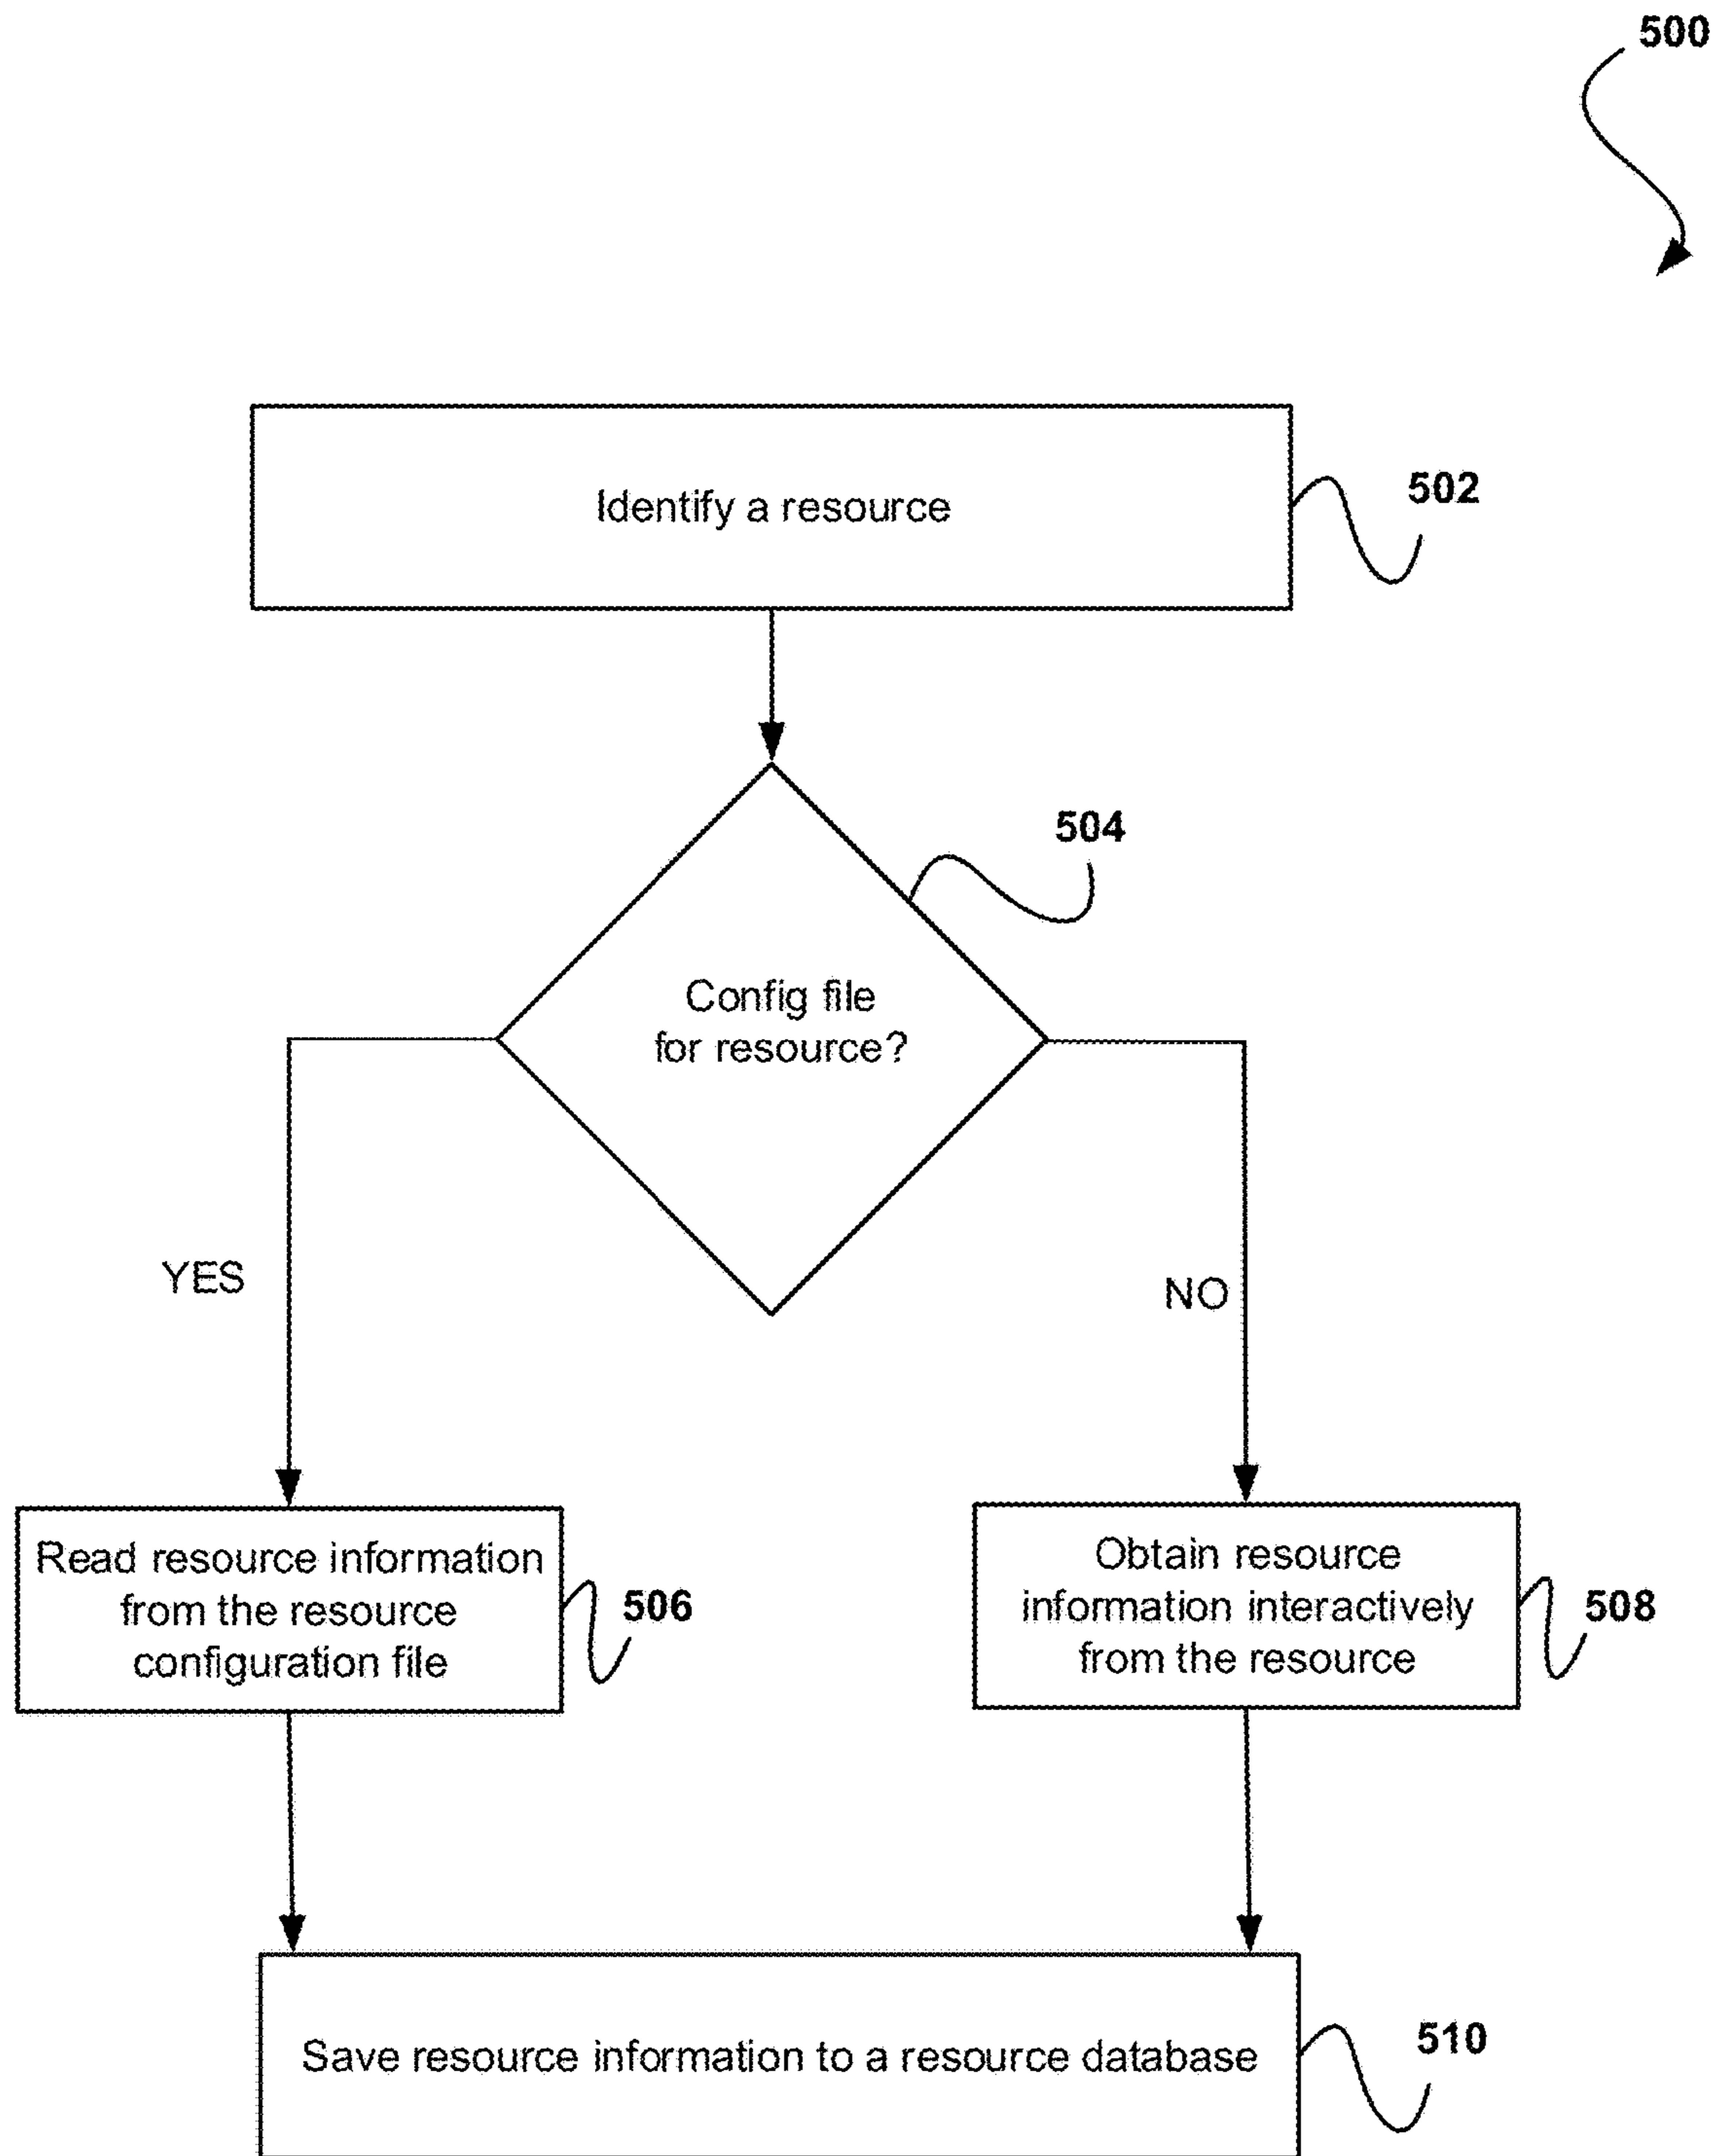 500
Identify a resource
502
504
Config file
for resource?
YES
NO
Read resource information
from the resource
configuration file
506
Obtain resource
information interactively
from the resource
508
Save resource information to a resource database
510